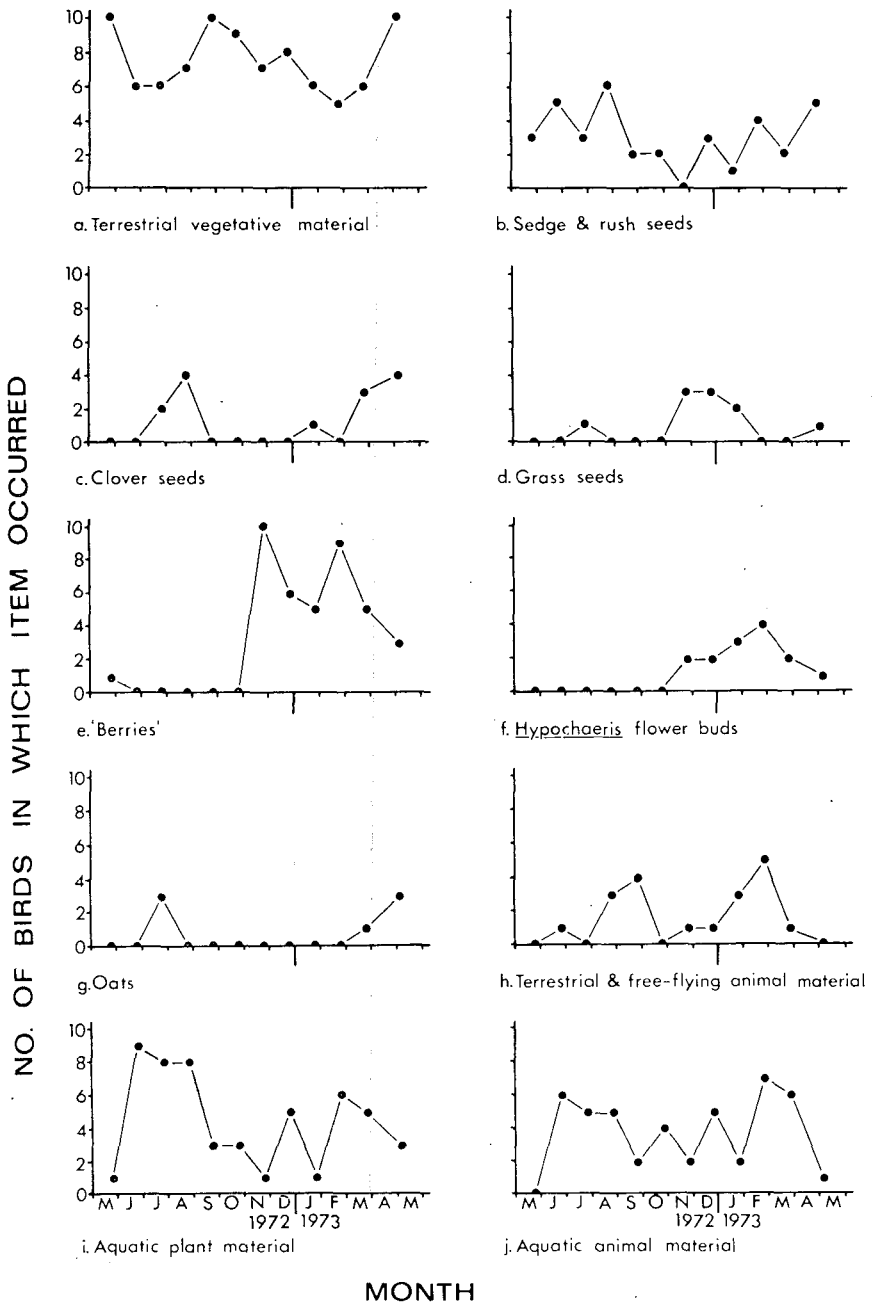 NO. OF BIRDS IN WHICH ITEM OCCURRED
10
8
6
4
2
0
a. Terrestrial vegetative material
b. Sedge & rush seeds
10
8
6
4
2
0
c. Clover seeds
d. Grass seeds
10
8
6
4
2
0
e. 'Berries'
f. Hypochaeris flower buds
10
8
6
4
2
0
g. Oats
h. Terrestrial & free-flying animal material
10
8
6
4
2
0
M J J A S O N D J F M A M
1972 1973
i. Aquatic plant material
M J J A S O N D J F M A M
1972 1973
j. Aquatic animal material
MONTH